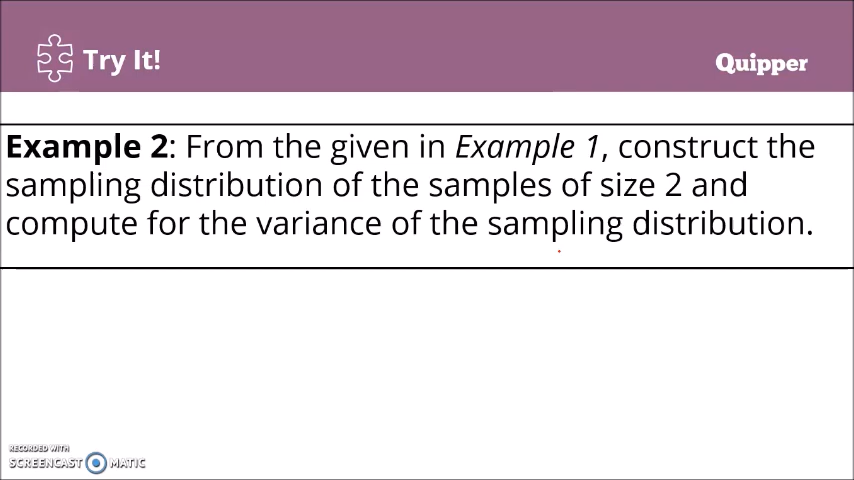 Try It!
Quipper
Example 2: From the given in Example 1, construct the
sampling distribution of the samples of size 2 and
compute for the variance of the sampling distribution.
RECORDED WITH
SCREENCAST MATIC